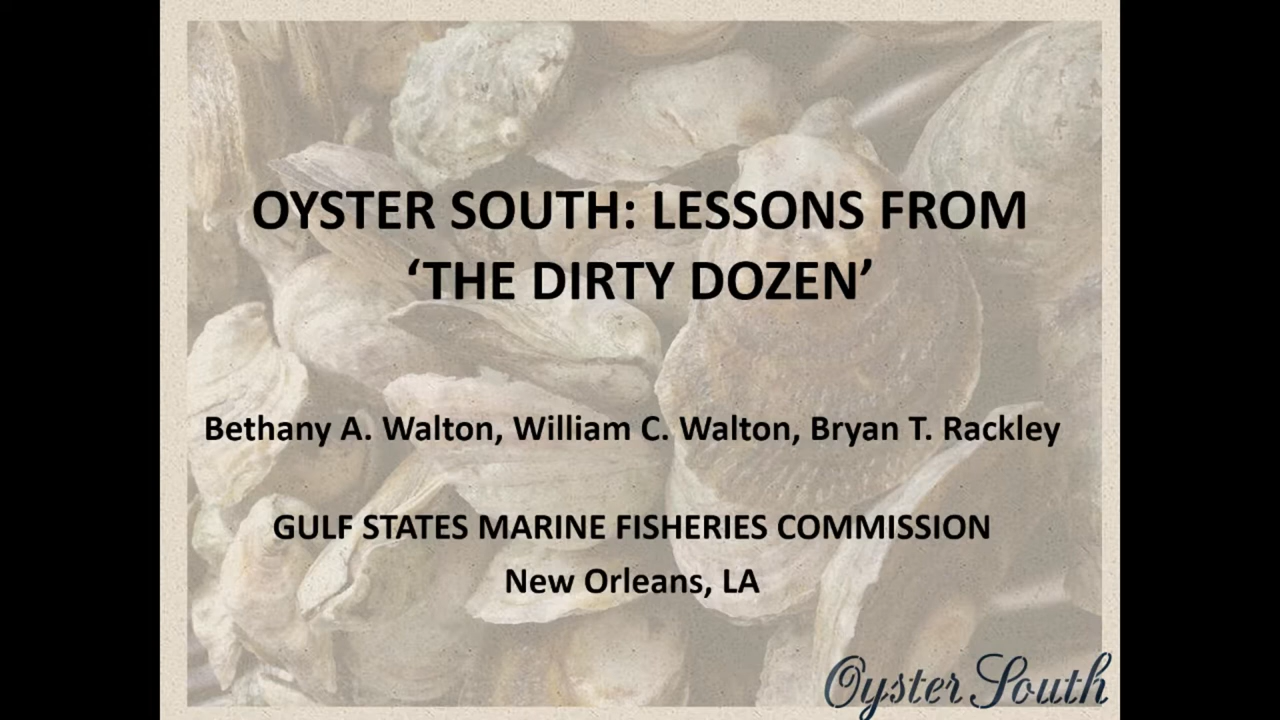 OYSTER SOUTH: LESSONS FROM
‘THE DIRTY DOZEN’
Bethany A. Walton, William C. Walton, Bryan T. Rackley
GULF STATES MARINE FISHERIES COMMISSION
New Orleans, LA
Oyster South